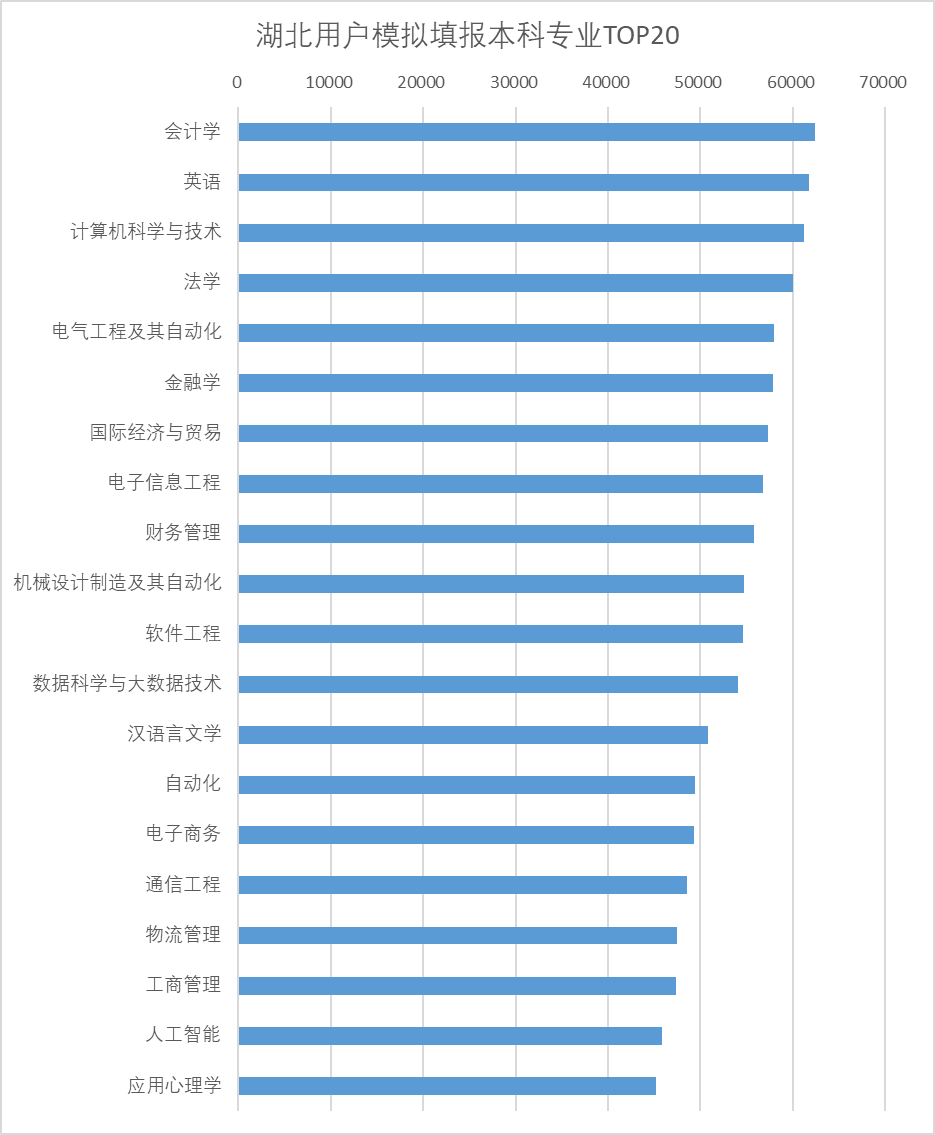 湖北用户模拟填报本科专业TOP20
0 10000 20000 30000 40000 50000 60000 70000
会计学
英语
计算机科学与技术
法学
电气工程及其自动化
金融学
国际经济与贸易
电子信息工程
财务管理
机械设计制造及其自动化
软件工程
数据科学与大数据技术
汉语言文学
自动化
电子商务
通信工程
物流管理
工商管理
人工智能
应用心理学